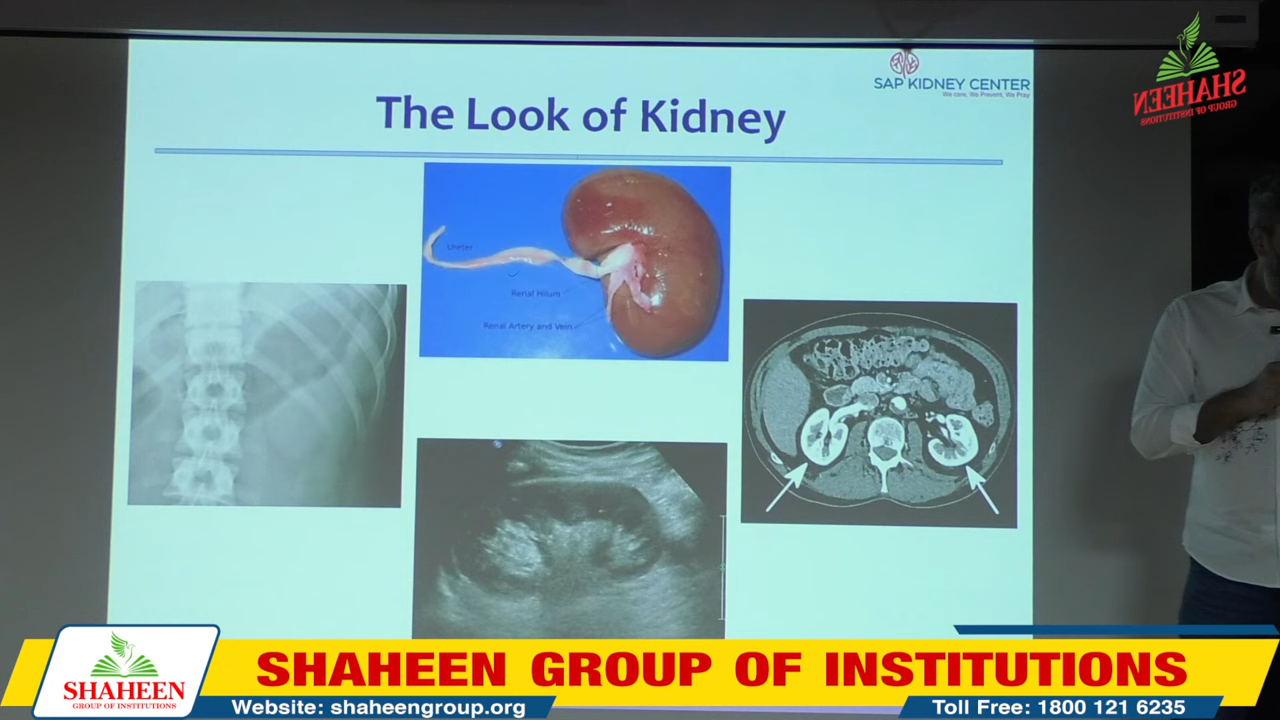 SAP KIDNEY CENTER
We care, We Prevent, We Pray
SHAHEEN
GROUP OF INSTITUTIONS
The Look of Kidney
Ureter
Renal Hilum
Renal Artery and Vein
SHAHEEN
GROUP OF INSTITUTIONS
SHAHEEN GROUP OF INSTITUTIONS
Website: shaheengroup.org
Toll Free: 1800 121 6235